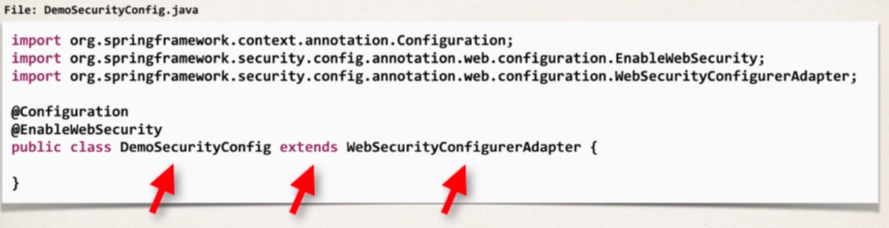 File: DemoSecurityConfig.java
import org.springframework.context.annotation.Configuration;
import org.springframework.security.config.annotation.web.configuration.EnableWebSecurity;
import org.springframework.security.config.annotation.web.configuration.WebSecurityConfigurerAdapter;
@Configuration
@EnableWebSecurity
public class DemoSecurityConfig extends WebSecurityConfigurerAdapter {
}